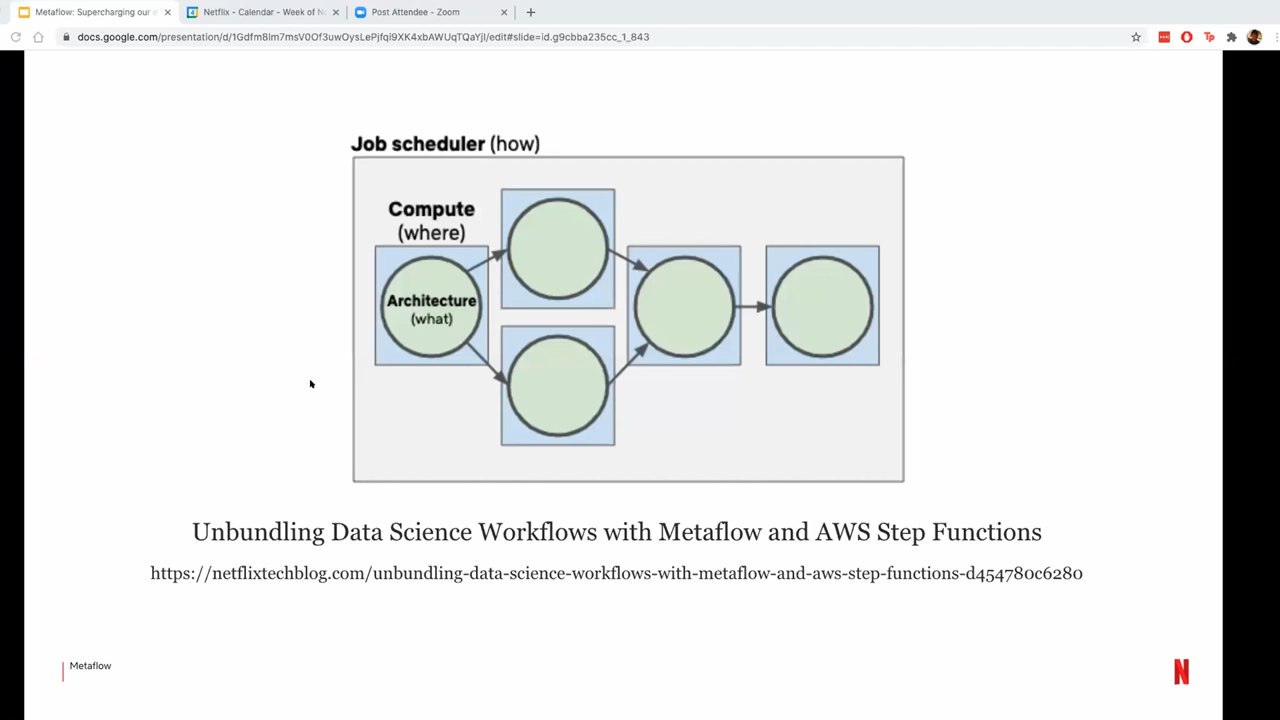 Metaflow: Supercharging our e
Netflix - Calendar - Week of N
Post Attendee - Zoom
docs.google.com/presentation/d/1Gdfm8lm7msV0Of3uwOysLePjfqi9XK4xbAWUqTQaYjI/edit#slide=id.g9cbba235cc_1_843
Tp
Job scheduler (how)
Compute
(where)
Architecture
(what)
Unbundling Data Science Workflows with Metaflow and AWS Step Functions
https://netflixtechblog.com/unbundling-data-science-workflows-with-metaflow-and-aws-step-functions-d454780c6280
Metaflow
N